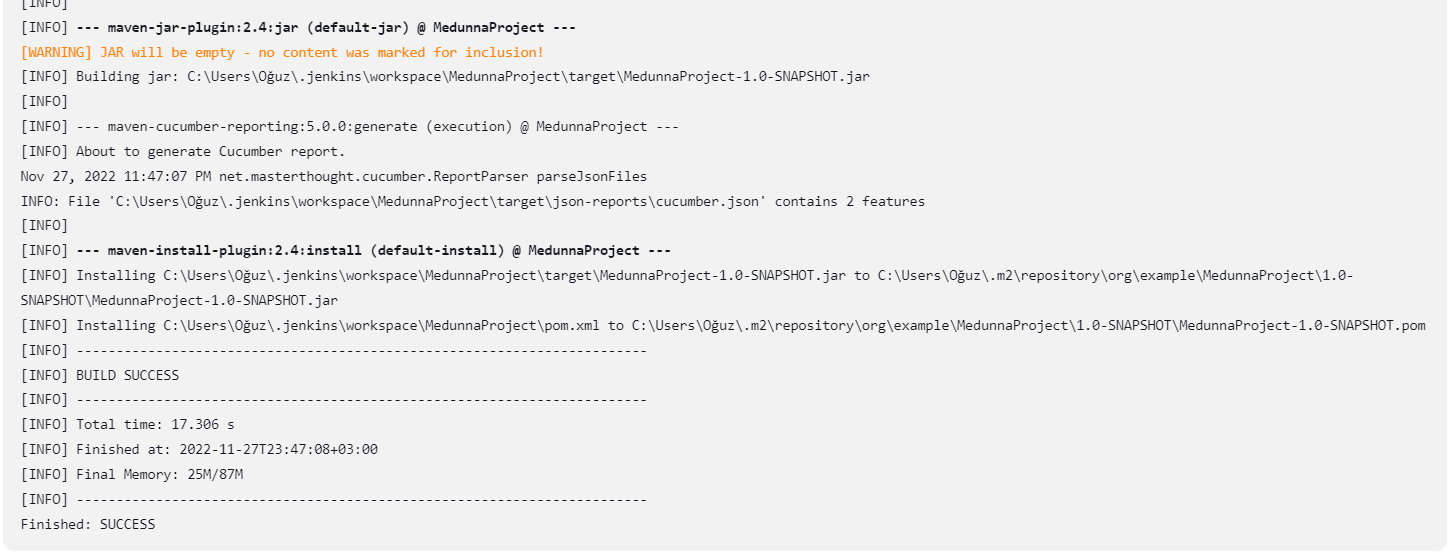 [INFO]
[INFO] --- maven-jar-plugin:2.4:jar (default-jar) @ MedunnaProject ---
[WARNING] JAR will be empty - no content was marked for inclusion!
[INFO] Building jar: C:\Users\Oğuz\.jenkins\workspace\MedunnaProject\target\MedunnaProject-1.0-SNAPSHOT.jar
[INFO]
[INFO] --- maven-cucumber-reporting:5.0.0:generate (execution) @ MedunnaProject ---
[INFO] About to generate Cucumber report.
Nov 27, 2022 11:47:07 PM net.masterthought.cucumber.ReportParser parseJsonFiles
INFO: File 'C:\Users\Oğuz\.jenkins\workspace\MedunnaProject\target\json-reports\cucumber.json' contains 2 features
[INFO]
[INFO] --- maven-install-plugin:2.4:install (default-install) @ MedunnaProject ---
[INFO] Installing C:\Users\Oğuz\.jenkins\workspace\MedunnaProject\target\MedunnaProject-1.0-SNAPSHOT.jar to C:\Users\Oğuz\.m2\repository\org\example\MedunnaProject\1.0-
SNAPSHOT\MedunnaProject-1.0-SNAPSHOT.jar
[INFO] Installing C:\Users\Oğuz\.jenkins\workspace\MedunnaProject\pom.xml to C:\Users\Oğuz\.m2\repository\org\example\MedunnaProject\1.0-SNAPSHOT\MedunnaProject-1.0-SNAPSHOT.pom
[INFO] ------------------------------------------------------------------------
[INFO] BUILD SUCCESS
[INFO] ------------------------------------------------------------------------
[INFO] Total time: 17.306 s
[INFO] Finished at: 2022-11-27T23:47:08+03:00
[INFO] Final Memory: 25M/87M
[INFO] ------------------------------------------------------------------------
Finished: SUCCESS